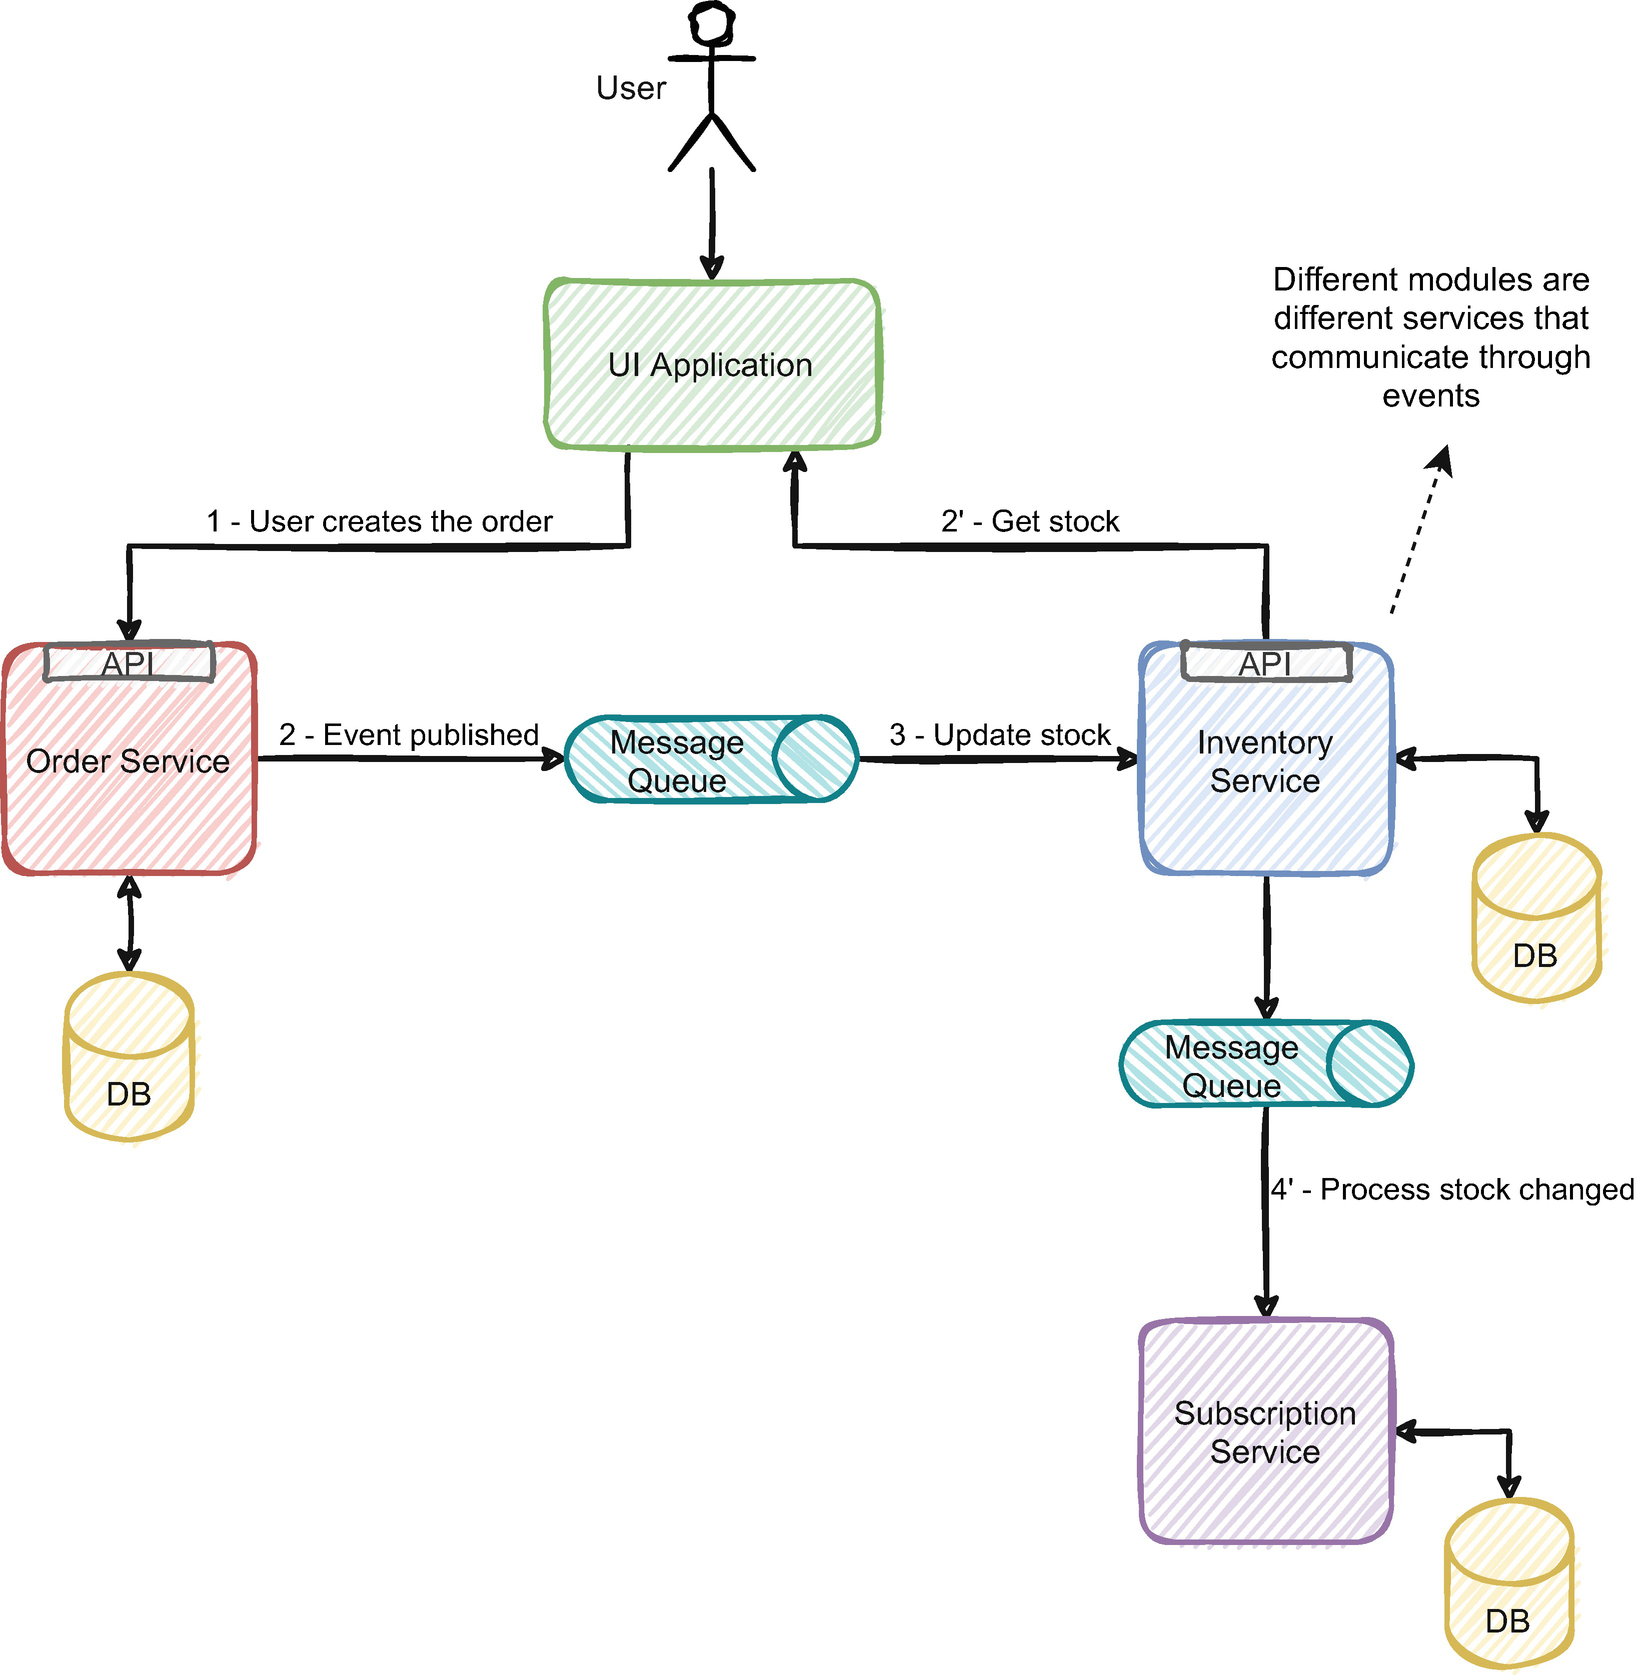 User
Different modules are
different services that
communicate through
events
UI Application
1 - User creates the order
2' - Get stock
API
API
Order Service
2 - Event published
Message
Queue
3 - Update stock
Inventory
Service
DB
DB
Message
Queue
4' - Process stock changed
Subscription
Service
DB